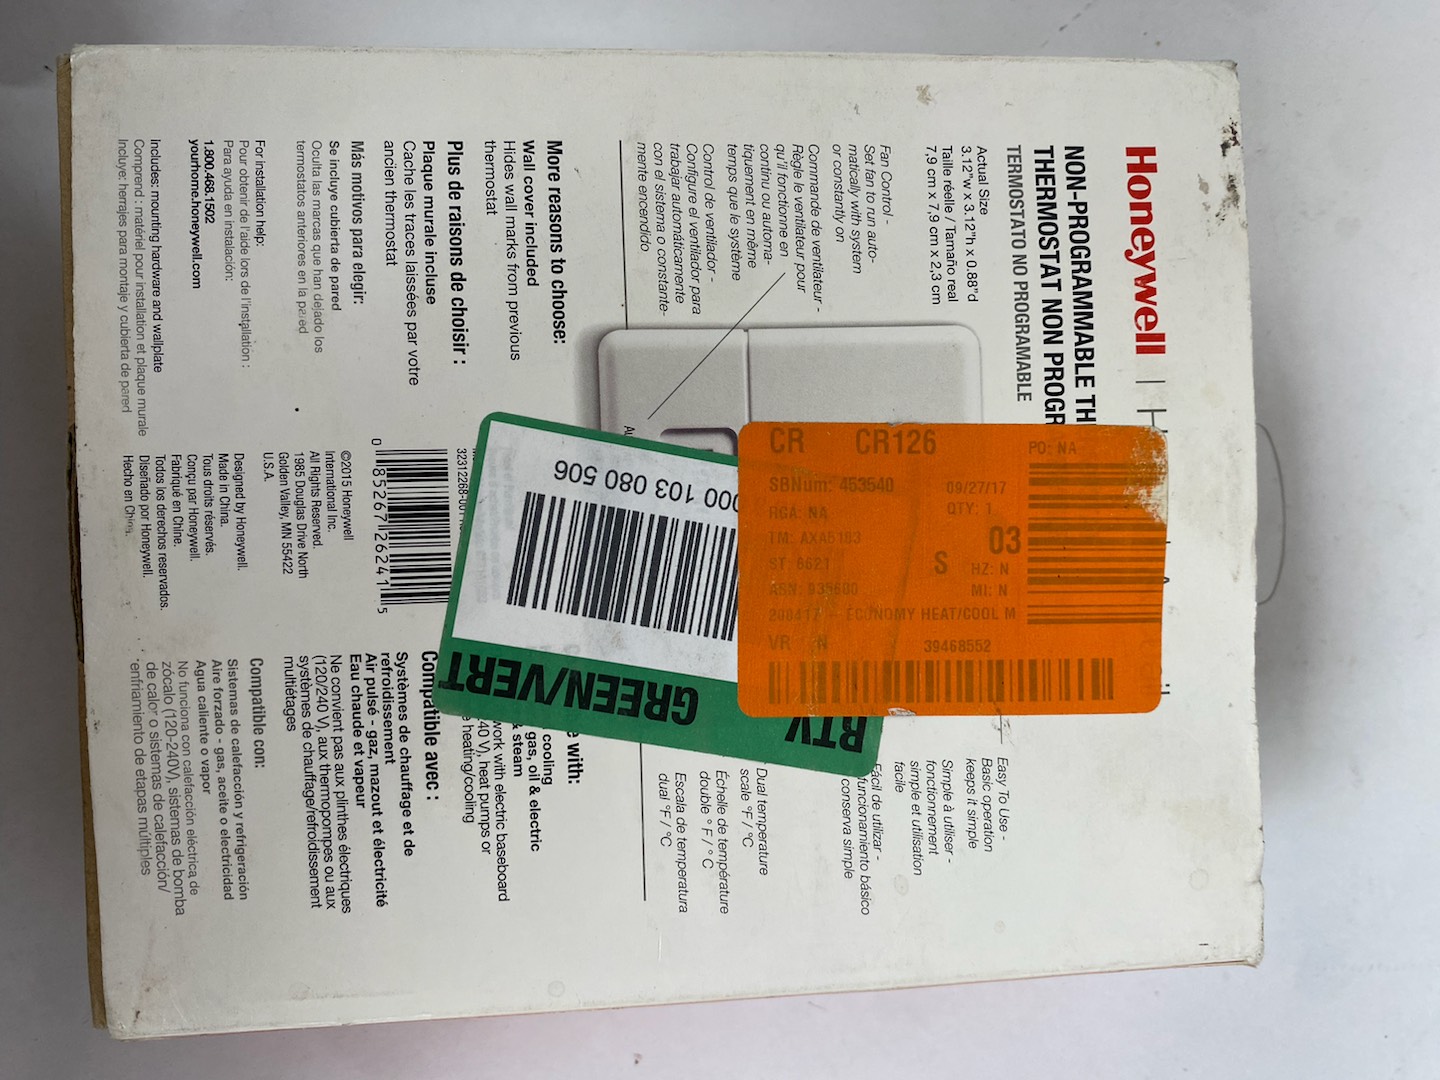 Honeywell
NON-PROGRAMMABLE TH
THERMOSTAT NON PROGR
TERMOSTATO NO PROGRAMABLE
Actual Size
3.12"w x 3.12"h x 0.88"d
Taille réelle / Tamaño real
7,9 cm x 7,9 cm x 2,3 cm
Fan Control -
Set fan to run auto-
matically with system
or constantly on
Commande de ventilateur -
Règle le ventilateur pour
qu'il fonctionne en
continu ou automa-
tiquement en même
temps que le système
Control de ventilador -
Configure el ventilador para
trabajar automáticamente
con el sistema o constante-
mente encendido
Easy To Use -
Basic operation
keeps it simple
Simple à utiliser -
fonctionnement
simple et utilisation
facile
Fácil de utilizar -
funcionamiento básico
conserva simple
Dual temperature
scale °F / °C
Échelle de température
double ° F / ° C
Escala de temperatura
dual °F / °C
More reasons to choose:
Wall cover included
Hides wall marks from previous
thermostat
Plus de raisons de choisir :
Plaque murale incluse
Cache les traces laissées par votre
ancien thermostat
Más motivos para elegir:
Se incluye cubierta de pared
Oculta las marcas que han dejado los
termostatos anteriores en la pared
For installation help:
Pour obtenir de l'aide lors de l'installation :
Para ayuda en instalación:
1.800.468.1502
yourhome.honeywell.com
Includes: mounting hardware and wallplate
Comprend : matériel pour installation et plaque murale
Incluye: herrajes para montaje y cubierta de pared
0 85267 26241 5
©2015 Honeywell
International Inc.
All Rights Reserved.
1985 Douglas Drive North
Golden Valley, MN 55422
U.S.A.
Designed by Honeywell.
Made in China.
Tous droits réservés.
Conçu par Honeywell.
Fabriqué en Chine.
Todos los derechos reservados.
Diseñado por Honeywell.
Hecho en China.
e with:
cooling
gas, oil & electric
& steam
work with electric baseboard
40 V), heat pumps or
e heating/cooling
Compatible avec :
Systèmes de chauffage et de
refroidissement
Air pulsé - gaz, mazout et électricité
Eau chaude et vapeur
Ne convient pas aux plinthes électriques
(120/240 V), aux thermopompes ou aux
systèmes de chauffage/refroidissement
multiétages
Compatible con:
Sistemas de calefacción y refrigeración
Aire forzado - gas, aceite o electricidad
Agua caliente o vapor
No funciona con calefacción eléctrica de
zócalo (120-240V), sistemas de bomba
de calor o sistemas de calefacción/
enfriamiento de etapas múltiples
000 103 080 506
GREEN/VERT
RTV
CR CR126 PO: NA
SBNum: 453540 09/27/17
RGA: NA QTY: 1
TM: AXA5183 03
ST: 6621 S HZ: N
ASN: 935600 MI: N
208417 - ECONOMY HEAT/COOL M
VR N 39468552